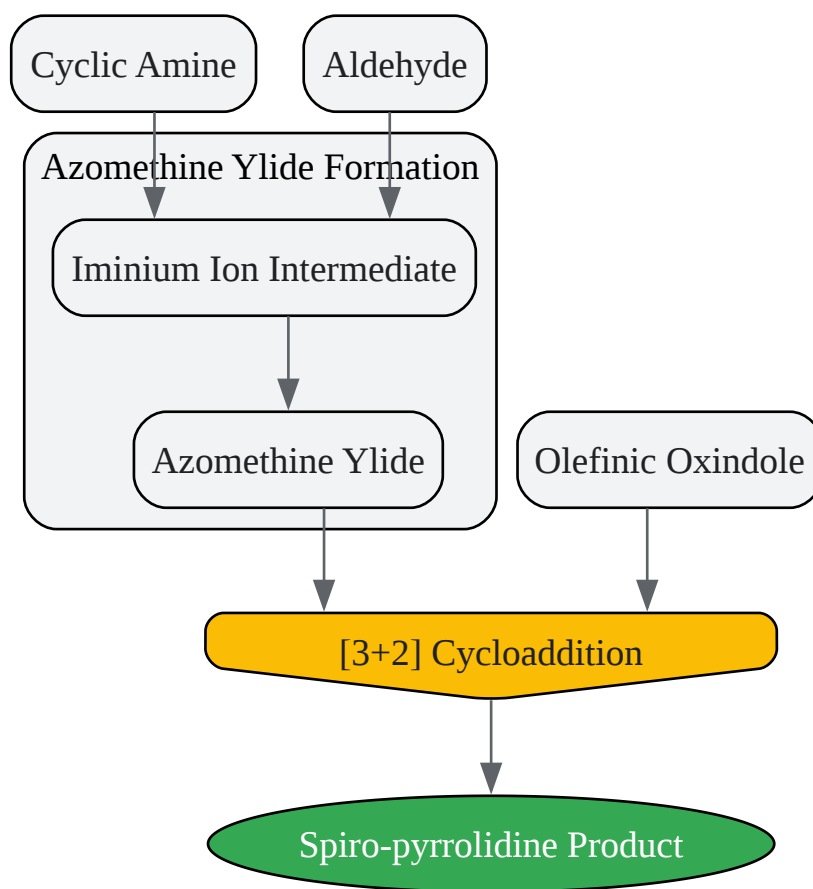 Cyclic Amine
Aldehyde
Azomethine Ylide Formation
Iminium Ion Intermediate
Azomethine Ylide
Olefinic Oxindole
[3+2] Cycloaddition
Spiro-pyrrolidine Product